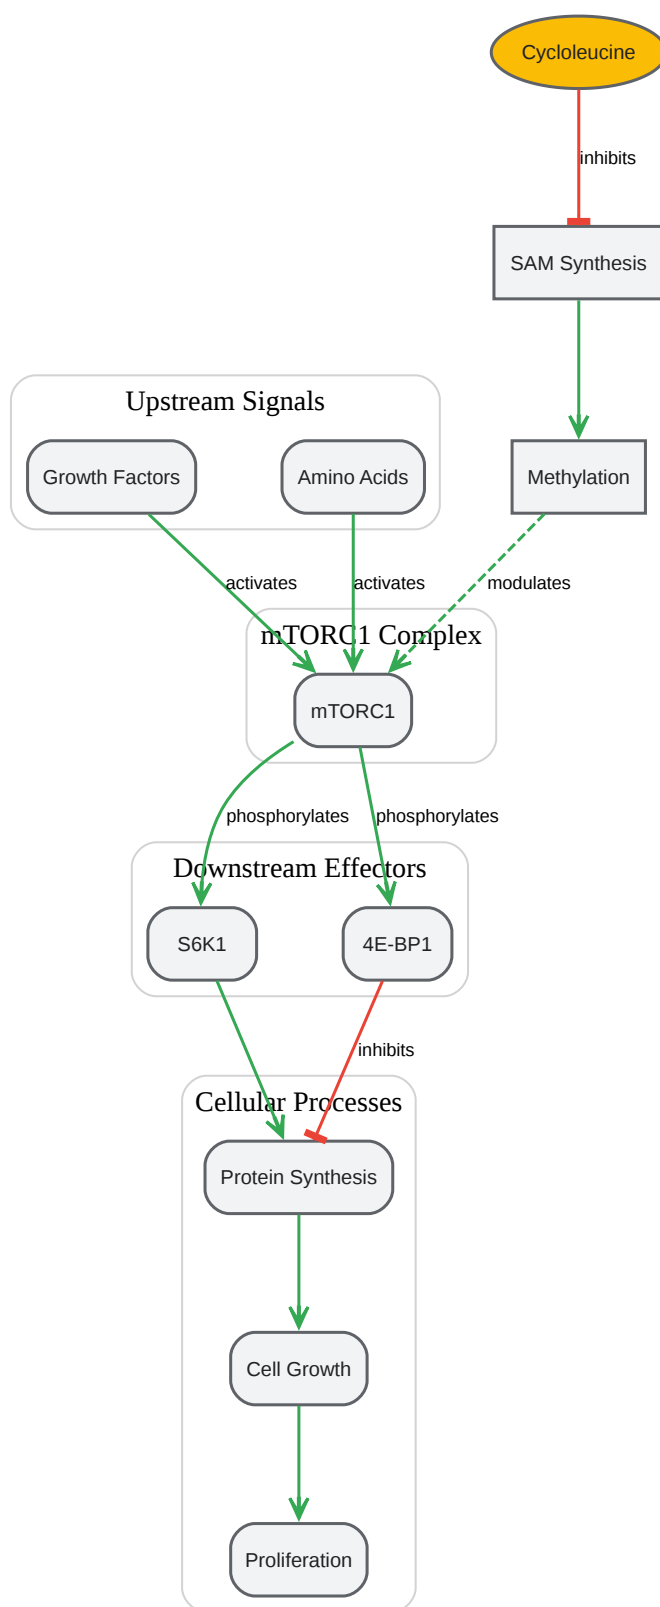 Cycloleucine
inhibits
SAM Synthesis
Upstream Signals
Growth Factors
Amino Acids
Methylation
activates
activates
modulates
mTORC1 Complex
mTORC1
phosphorylates
phosphorylates
Downstream Effectors
S6K1
4E-BP1
inhibits
Cellular Processes
Protein Synthesis
Cell Growth
Proliferation